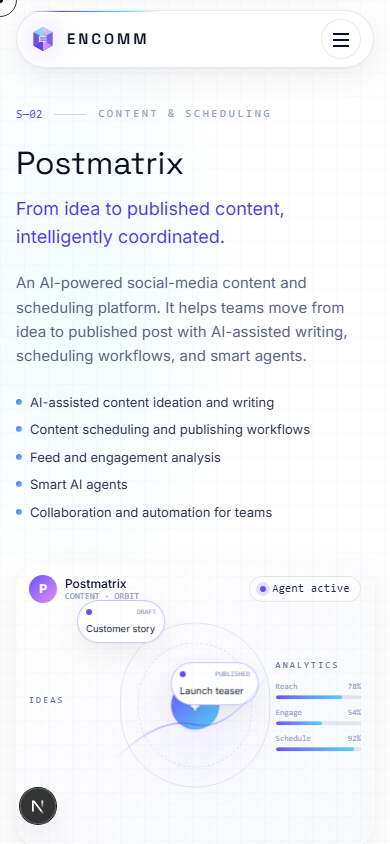 ENCOMM
S—02 CONTENT & SCHEDULING
Postmatrix
From idea to published content,
intelligently coordinated.
An AI-powered social-media content and
scheduling platform. It helps teams move from
idea to published post with AI-assisted writing,
scheduling workflows, and smart agents.
AI-assisted content ideation and writing
Content scheduling and publishing workflows
Feed and engagement analysis
Smart AI agents
Collaboration and automation for teams
P
Postmatrix
CONTENT · ORBIT
Agent active
DRAFT
Customer story
PUBLISHED
Launch teaser
IDEAS
ANALYTICS
Reach 78%
Engage 54%
Schedule 92%
N